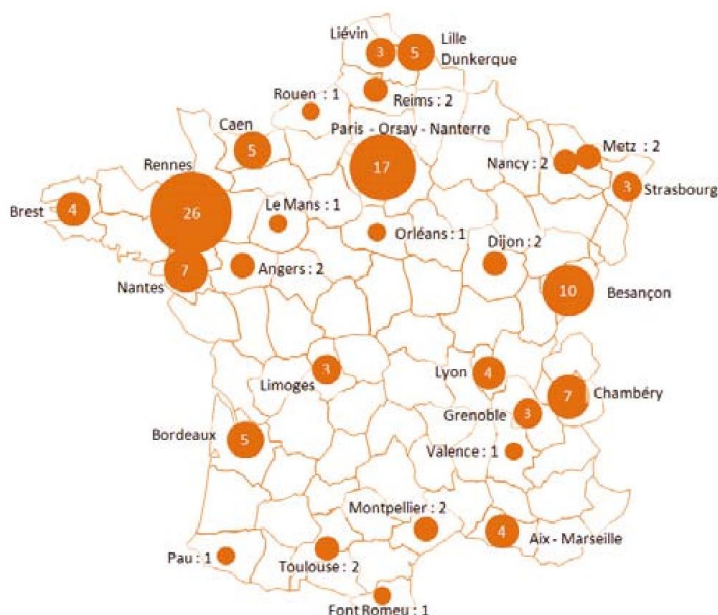 Liévin
3
5
Lille
Dunkerque
Rouen : 1
Reims : 2
Caen
5
Paris - Orsay - Nanterre
17
Metz : 2
Nancy : 2
3
Strasbourg
Rennes
26
Brest
4
Le Mans : 1
Orléans : 1
Dijon : 2
7
Nantes
Angers : 2
10
Besançon
3
Limoges
Lyon
4
7
Chambéry
Grenoble
3
Bordeaux
5
Valence : 1
Montpellier : 2
4
Aix - Marseille
Pau : 1
Toulouse : 2
Font Romeu : 1